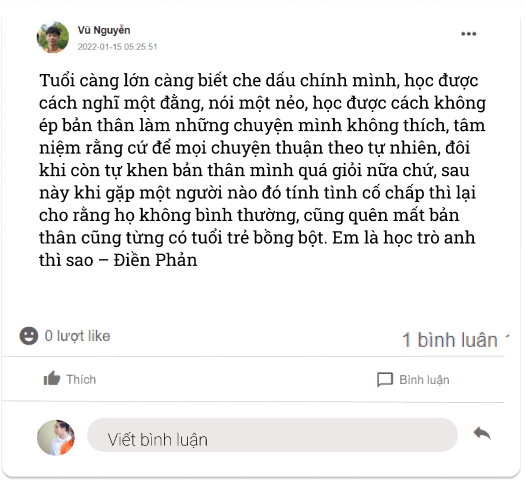 Vũ Nguyễn
2022-01-15 05:25:51
Tuổi càng lớn càng biết che dấu chính mình, học được
cách nghĩ một đằng, nói một nẻo, học được cách không
ép bản thân làm những chuyện mình không thích, tâm
niệm rằng cứ để mọi chuyện thuận theo tự nhiên, đôi
khi còn tự khen bản thân mình quá giỏi nữa chứ, sau
này khi gặp một người nào đó tính tình cố chấp thì lại
cho rằng họ không bình thường, cũng quên mất bản
thân cũng từng có tuổi trẻ bồng bột. Em là học trò anh
thì sao – Điền Phản
0 lượt like
1 bình luân
Thích
Bình luận
Viết bình luận